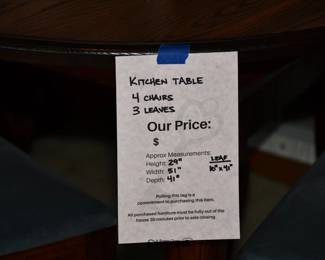 KITCHEN TABLE
4 CHAIRS
3 LEAVES
Our Price:
$
Approx Measurements:
Height: 29"
Width: 51"
Depth: 41"
LEAF
10" x 41"
Pulling this tag is a
commitment to purchasing this item.
All purchased furniture must be fully out of the
house 30 minutes prior to sale closing.